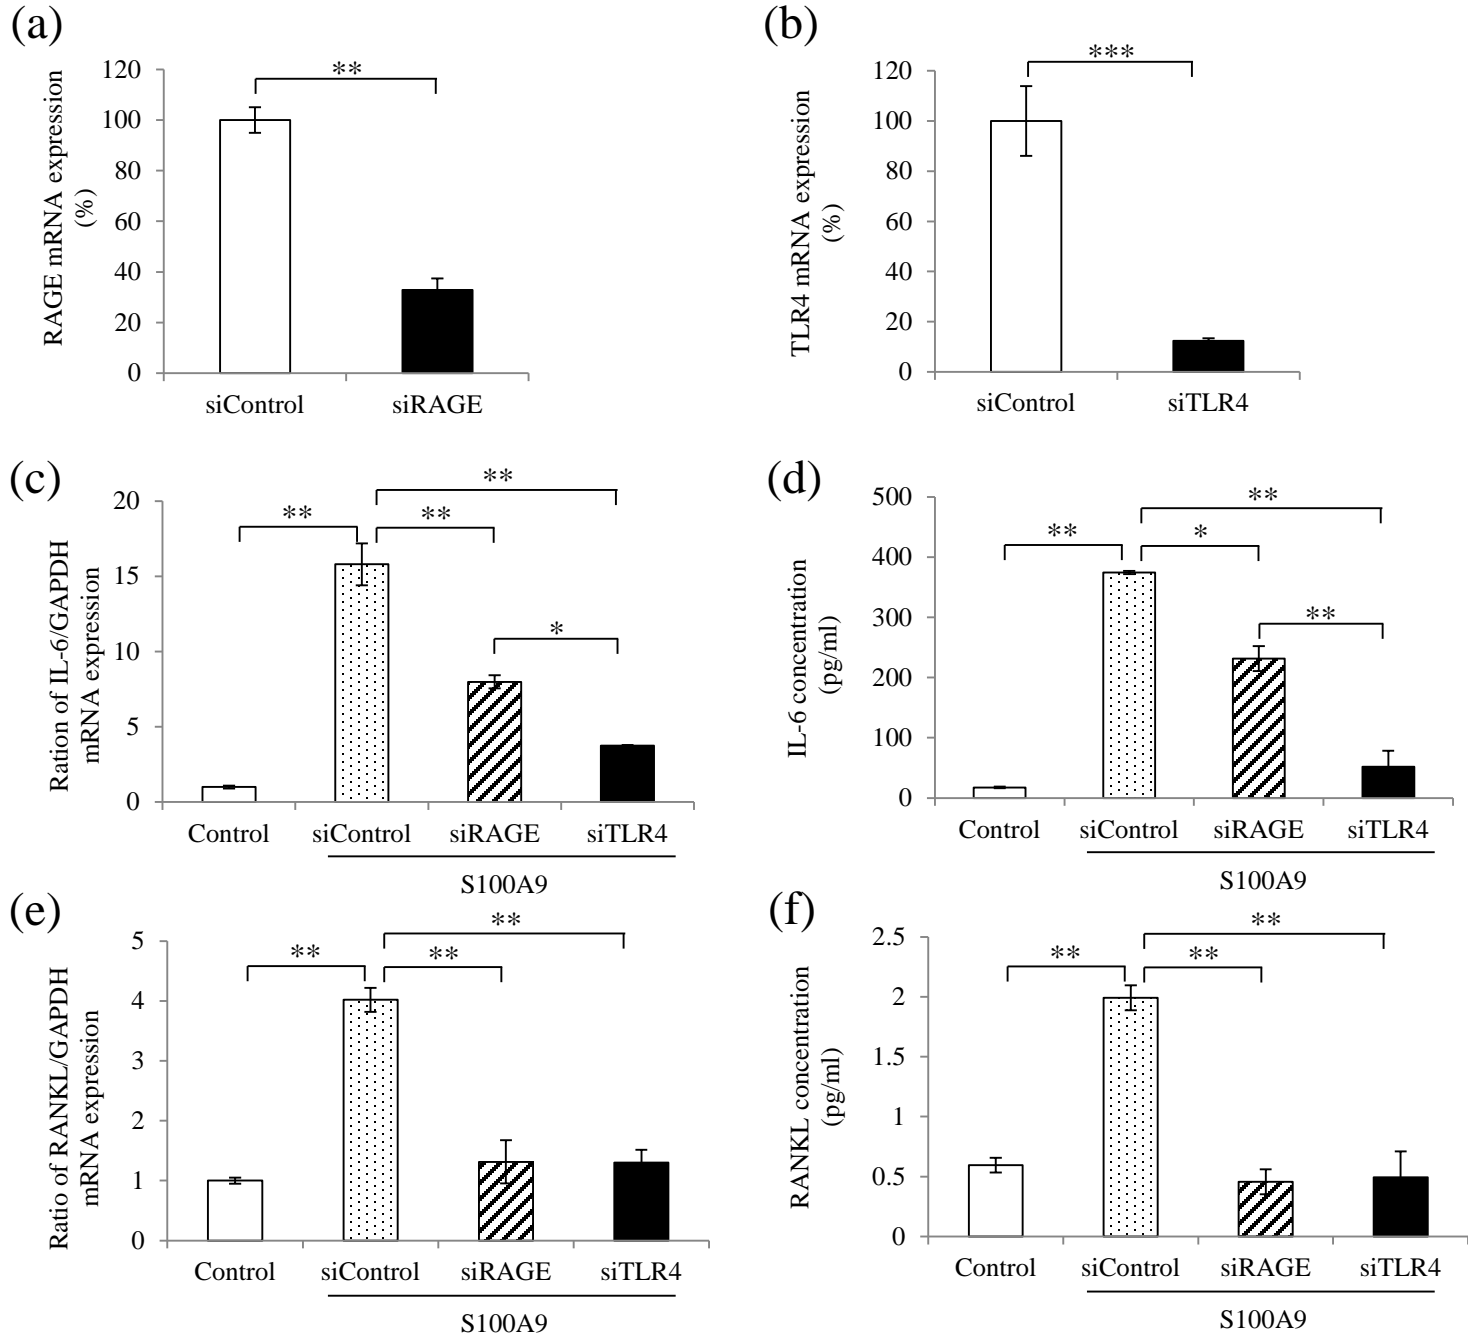 (a)
RAGE mRNA expression
(%)
120
100
80
60
40
20
0
**
siControl
siRAGE
(b)
TLR4 mRNA expression
(%)
120
100
80
60
40
20
0
***
siControl
siTLR4
(c)
Ration of IL-6/GAPDH
mRNA expression
20
15
10
5
0
**
**
**
*
Control
siControl
siRAGE
siTLR4
S100A9
(d)
IL-6 concentration
(pg/ml)
500
400
300
200
100
0
**
**
*
**
Control
siControl
siRAGE
siTLR4
S100A9
(e)
Ratio of RANKL/GAPDH
mRNA expression
5
4
3
2
1
0
**
**
**
Control
siControl
siRAGE
siTLR4
S100A9
(f)
RANKL concentration
(pg/ml)
2.5
2
1.5
1
0.5
0
**
**
**
Control
siControl
siRAGE
siTLR4
S100A9